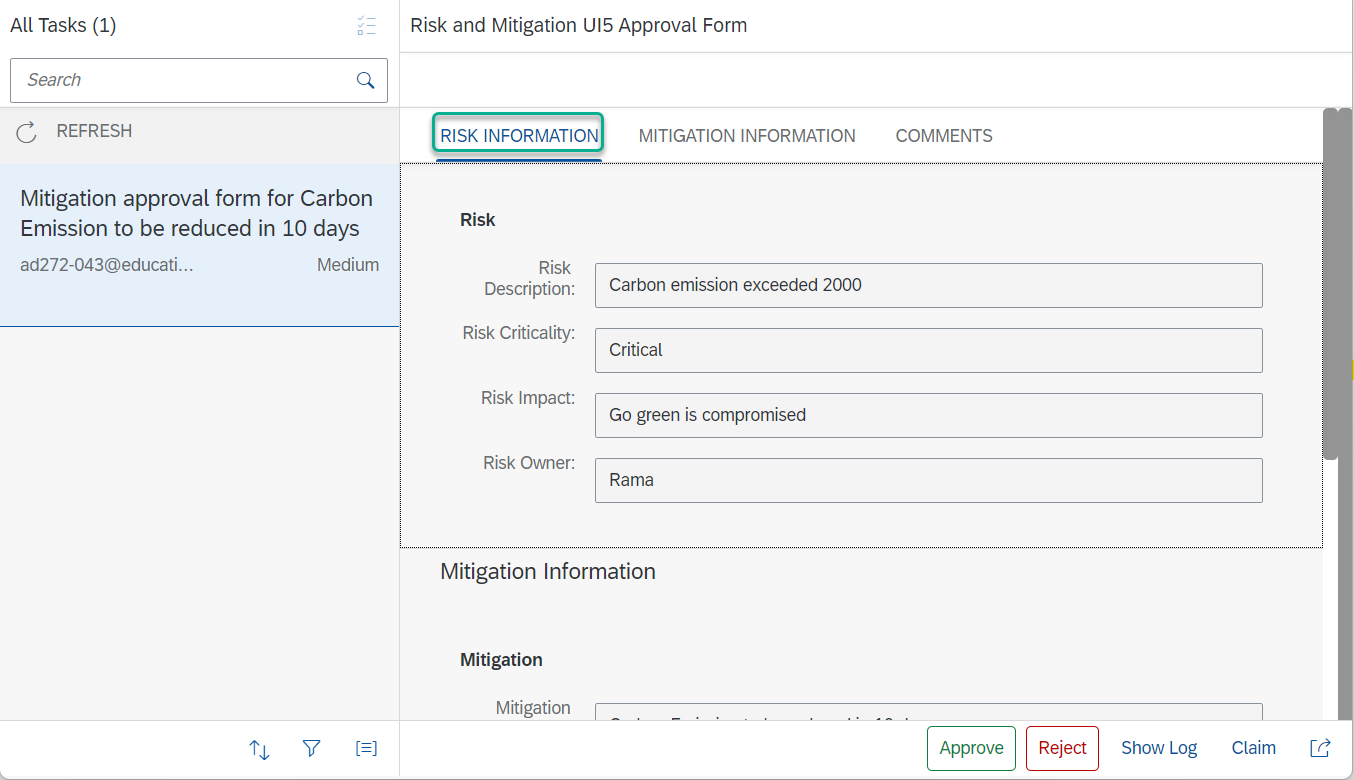 All Tasks (1)
Search
REFRESH
Mitigation approval form for Carbon
Emission to be reduced in 10 days
ad272-043@educati...
Medium
Risk and Mitigation UI5 Approval Form
RISK INFORMATION
MITIGATION INFORMATION
COMMENTS
Risk
Risk
Description:
Carbon emission exceeded 2000
Risk Criticality:
Critical
Risk Impact:
Go green is compromised
Risk Owner:
Rama
Mitigation Information
Mitigation
Mitigation
Approve
Reject
Show Log
Claim